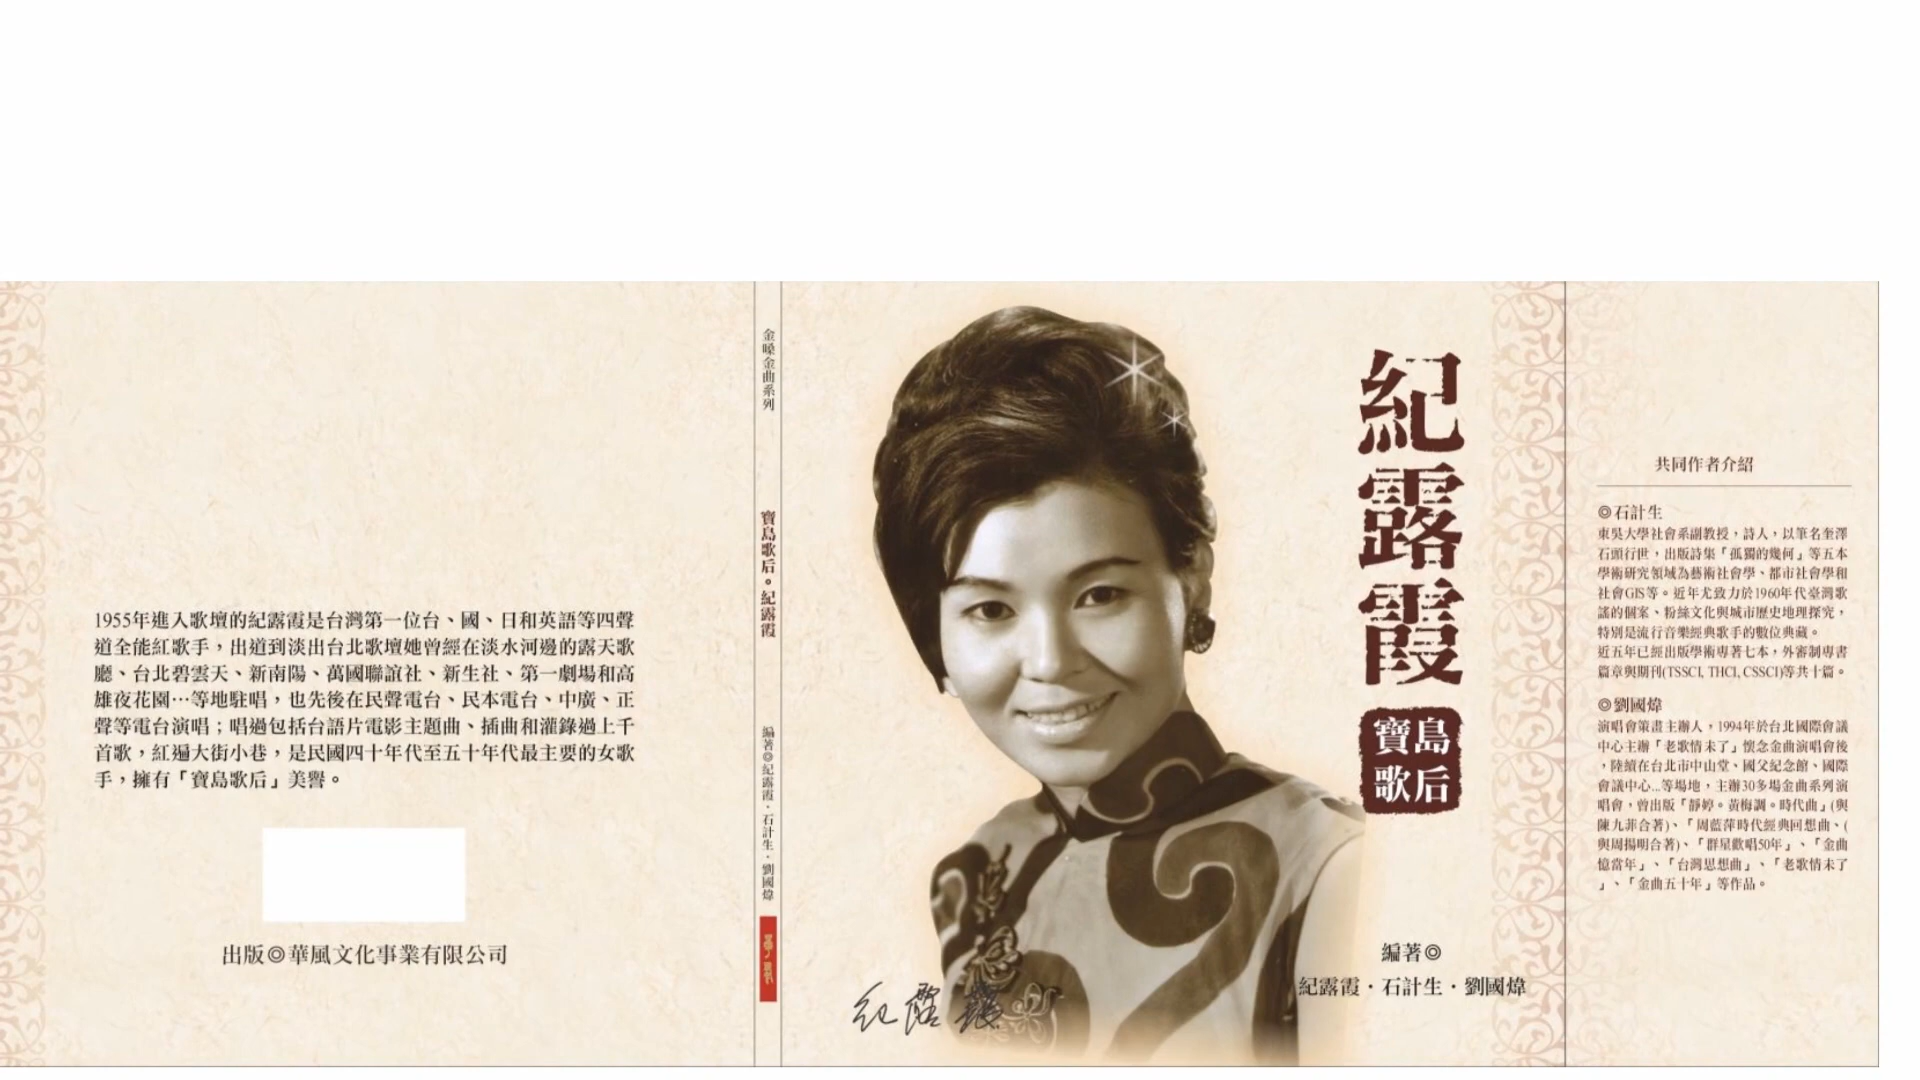 1955年進入歌壇的紀露霞是台灣第一位台、國、日和英語等四聲
道全能紅歌手，出道到淡出台北歌壇她曾經在淡水河邊的露天歌
廳、台北碧雲天、新南陽、萬國聯誼社、新生社、第一劇場和高
雄夜花園…等地駐唱，也先後在民聲電台、民本電台、中廣、正
聲等電台演唱；唱過包括台語片電影主題曲、插曲和灌錄過上千
首歌，紅遍大街小巷，是民國四十年代至五十年代最主要的女歌
手，擁有「寶島歌后」美譽。
出版◎華風文化事業有限公司
金嗓金曲系列
寶島歌后。紀露霞
編著◎紀露霞．石計生．劉國煒
華風
紀露霞
寶島
歌后
紀露霞
編著◎
紀露霞．石計生．劉國煒
共同作者介紹
◎石計生
東吳大學社會系副教授，詩人，以筆名奎澤
石頭行世，出版詩集「孤獨的幾何」等五本
學術研究領域為藝術社會學、都市社會學和
社會GIS等。近年尤致力於1960年代臺灣歌
謠的個案、粉絲文化與城市歷史地理探究，
特別是流行音樂經典歌手的數位典藏。
近五年已經出版學術專著七本，外審制專書
篇章與期刊(TSSCI, THCI, CSSCI)等共十篇。
◎劉國煒
演唱會策畫主辦人，1994年於台北國際會議
中心主辦「老歌情未了」懷念金曲演唱會後
，陸續在台北市中山堂、國父紀念館、國際
會議中心...等場地，主辦30多場金曲系列演
唱會，曾出版「靜婷。黃梅調。時代曲」(與
陳九菲合著)、「周藍萍時代經典回想曲、(
與周揚明合著)、「群星歡唱50年」、「金曲
憶當年」、「台灣思想曲」、「老歌情未了
」、「金曲五十年」等作品。